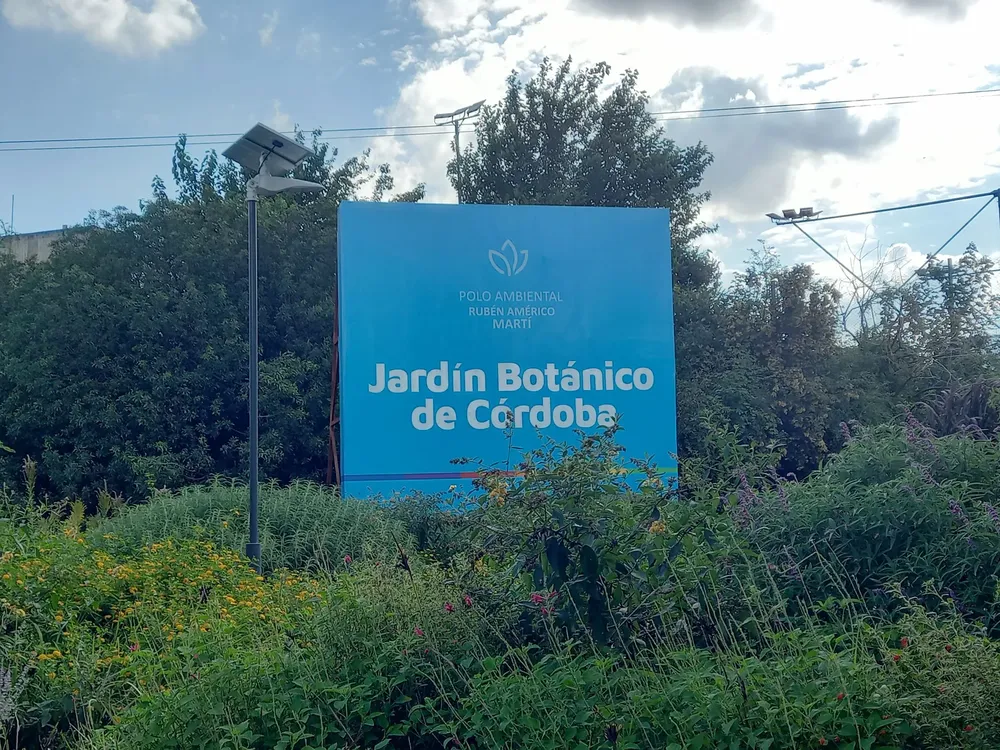 POLO AMBIENTAL
RUBÉN AMÉRICO
MARTÍ
Jardín Botánico
de Córdoba